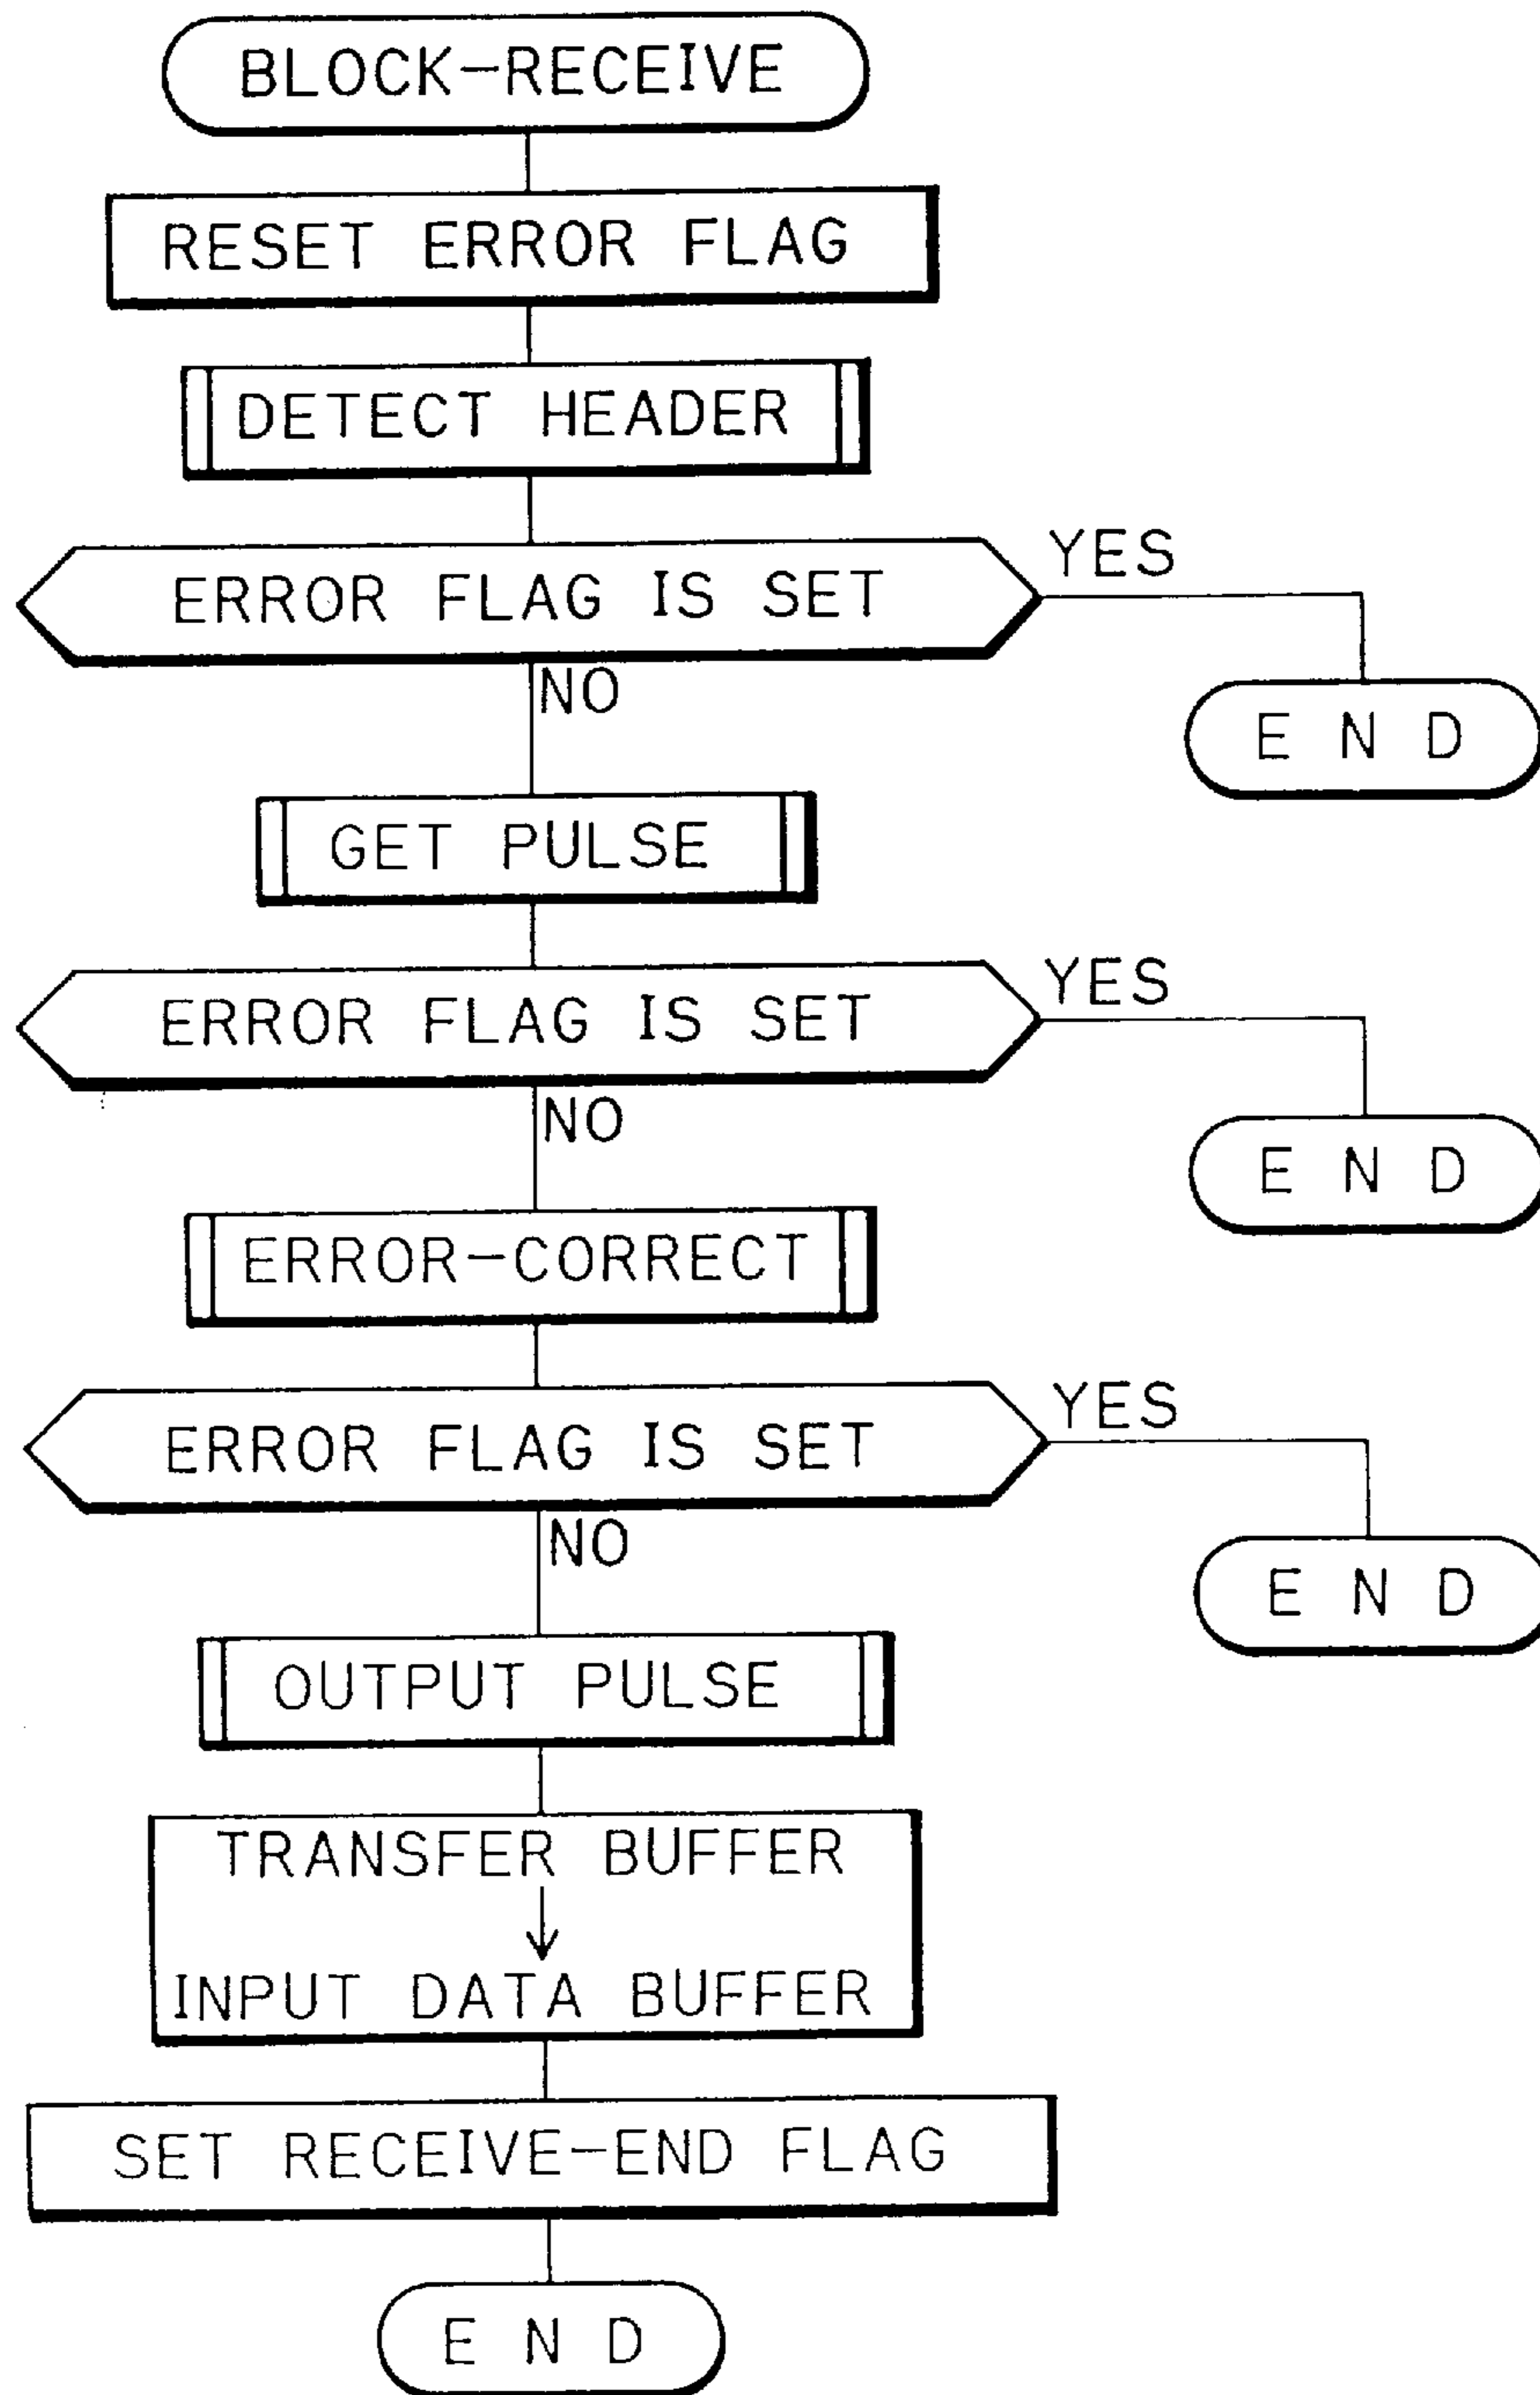 BLOCK-RECEIVE
RESET ERROR FLAG
DETECT HEADER
ERROR FLAG IS SET
YES
NO
E N D
GET PULSE
ERROR FLAG IS SET
YES
NO
E N D
ERROR-CORRECT
ERROR FLAG IS SET
YES
NO
E N D
OUTPUT PULSE
TRANSFER BUFFER
↓
INPUT DATA BUFFER
SET RECEIVE-END FLAG
E N D